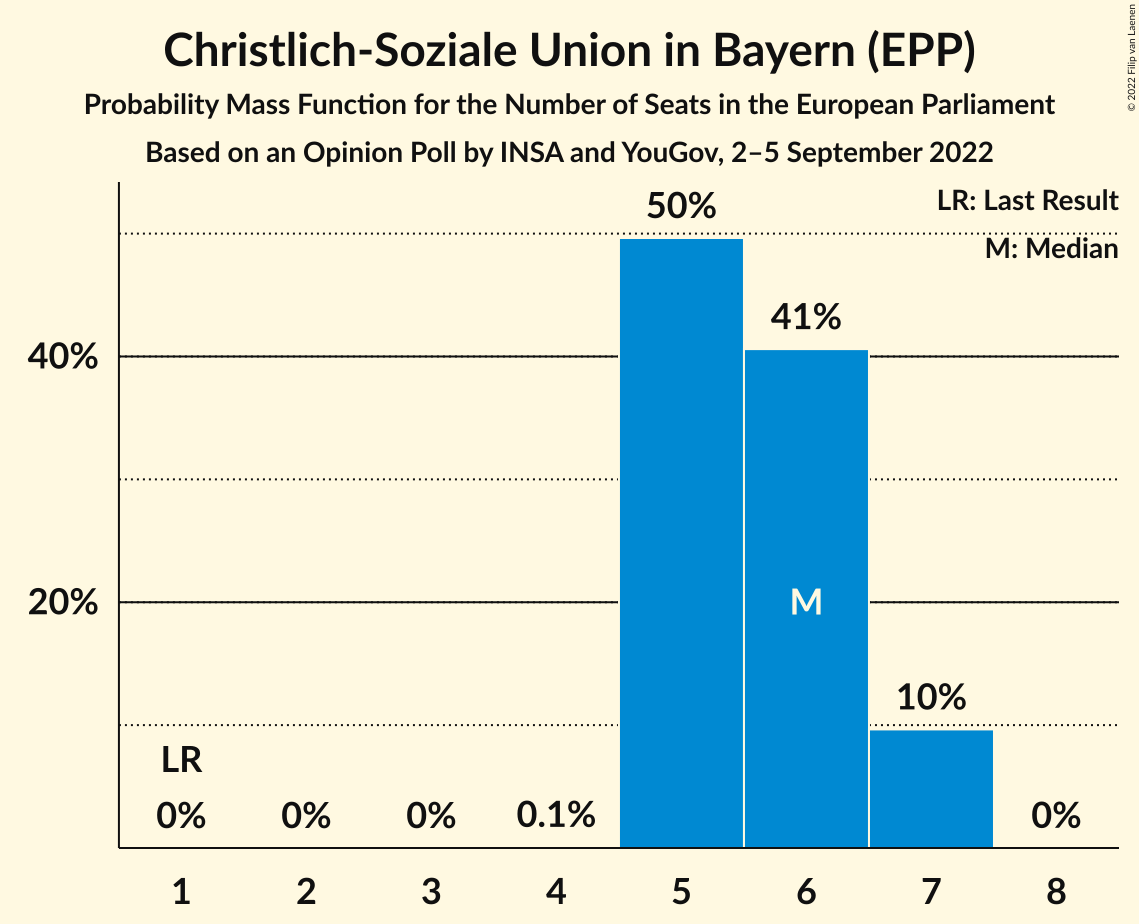 Christlich-Soziale Union in Bayern (EPP)
Probability Mass Function for the Number of Seats in the European Parliament
Based on an Opinion Poll by INSA and YouGov, 2–5 September 2022
© 2022 Filip van Laenen
LR: Last Result
M: Median
50%
41%
40%
20%
M
10%
LR
0%
0%
0%
0.1%
0%
1
2
3
4
5
6
7
8